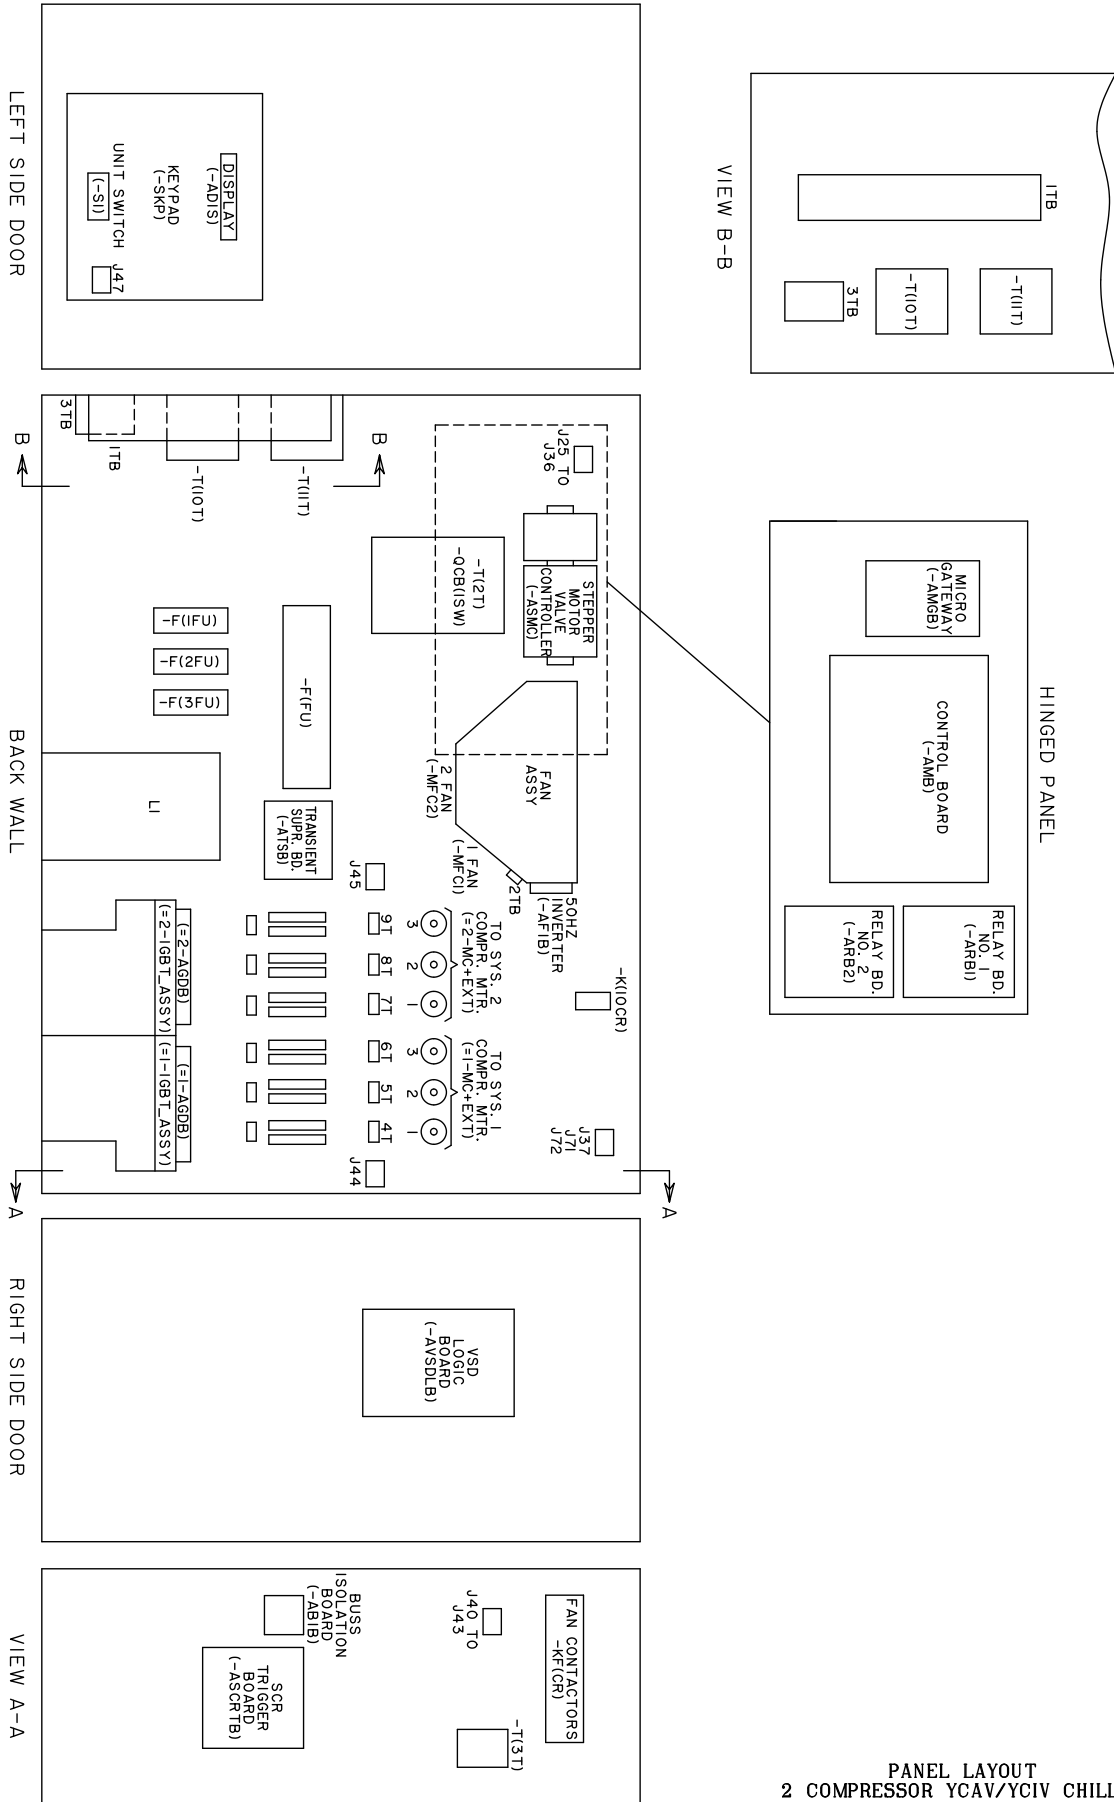 LEFT SIDE DOOR
DISPLAY
(-ADIS)
KEYPAD
(-SKP)
UNIT SWITCH
(-S1)
J47
VIEW B-B
1TB
-T(11T)
-T(10T)
3TB
HINGED PANEL
MICRO
GATEWAY
(-AMGB)
CONTROL BOARD
(-AMB)
RELAY BD.
NO. 1
(-ARB1)
RELAY BD.
NO. 2
(-ARB2)
BACK WALL
J25 TO
J36
STEPPER
MOTOR
VALVE
CONTROLLER
(-ASMC)
-T(2T)
-QCB(1SW)
B
-T(11T)
-T(10T)
1TB
3TB
B
FAN
ASSY
2 FAN
(-MFC2)
1 FAN
(-MFC1)
2TB
50HZ
INVERTER
(-AFIB)
-K(10CR)
J37
J71
J72
-F(FU)
-F(1FU)
-F(2FU)
-F(3FU)
L1
TRANSIENT
SUPR. BD.
(-ATSB)
J45
TO SYS. 2
COMPR. MTR.
(=2-MC+EXT)
TO SYS. 1
COMPR. MTR.
(=1-MC+EXT)
3
2
1
3
2
1
9T
8T
7T
6T
5T
4T
J44
(=2-AGDB)
(=2-IGBT_ASSY)
(=1-AGDB)
(=1-IGBT_ASSY)
A
A
RIGHT SIDE DOOR
VSD
LOGIC
BOARD
(-AVSDLB)
VIEW A-A
FAN CONTACTORS
-KF(CR)
J40 TO
J43
-T(3T)
BUSS
ISOLATION
BOARD
(-ABIB)
SCR
TRIGGER
BOARD
(-ASCRTB)
PANEL LAYOUT
2 COMPRESSOR YCAV/YCIV CHILL